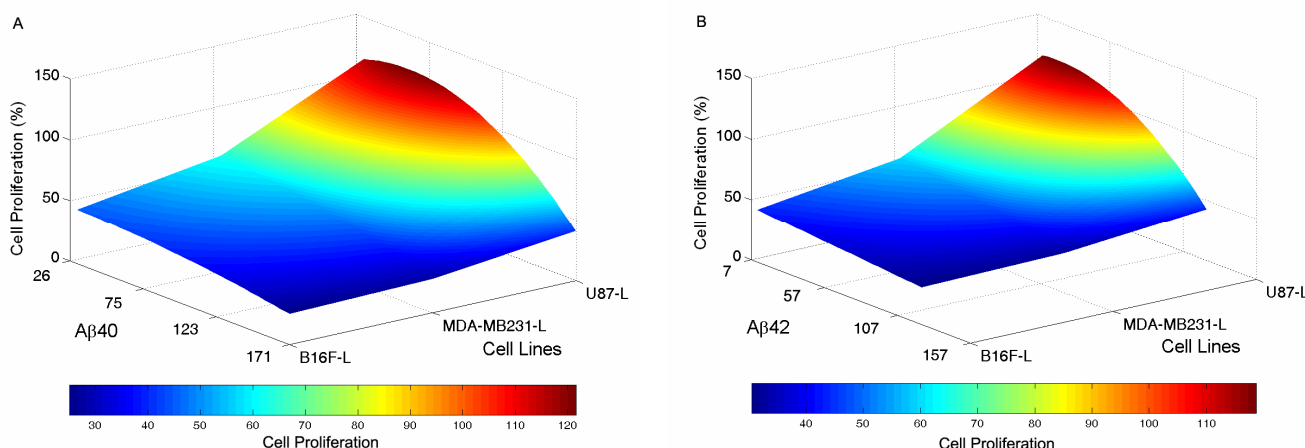 A
Cell Proliferation (%)
150
100
50
0
26
75
123
171
Aβ40
B16F-L
MDA-MB231-L
U87-L
Cell Lines
30 40 50 60 70 80 90 100 110 120
Cell Proliferation
B
Cell Proliferation (%)
150
100
50
0
7
57
107
157
Aβ42
B16F-L
MDA-MB231-L
U87-L
Cell Lines
40 50 60 70 80 90 100 110
Cell Proliferation